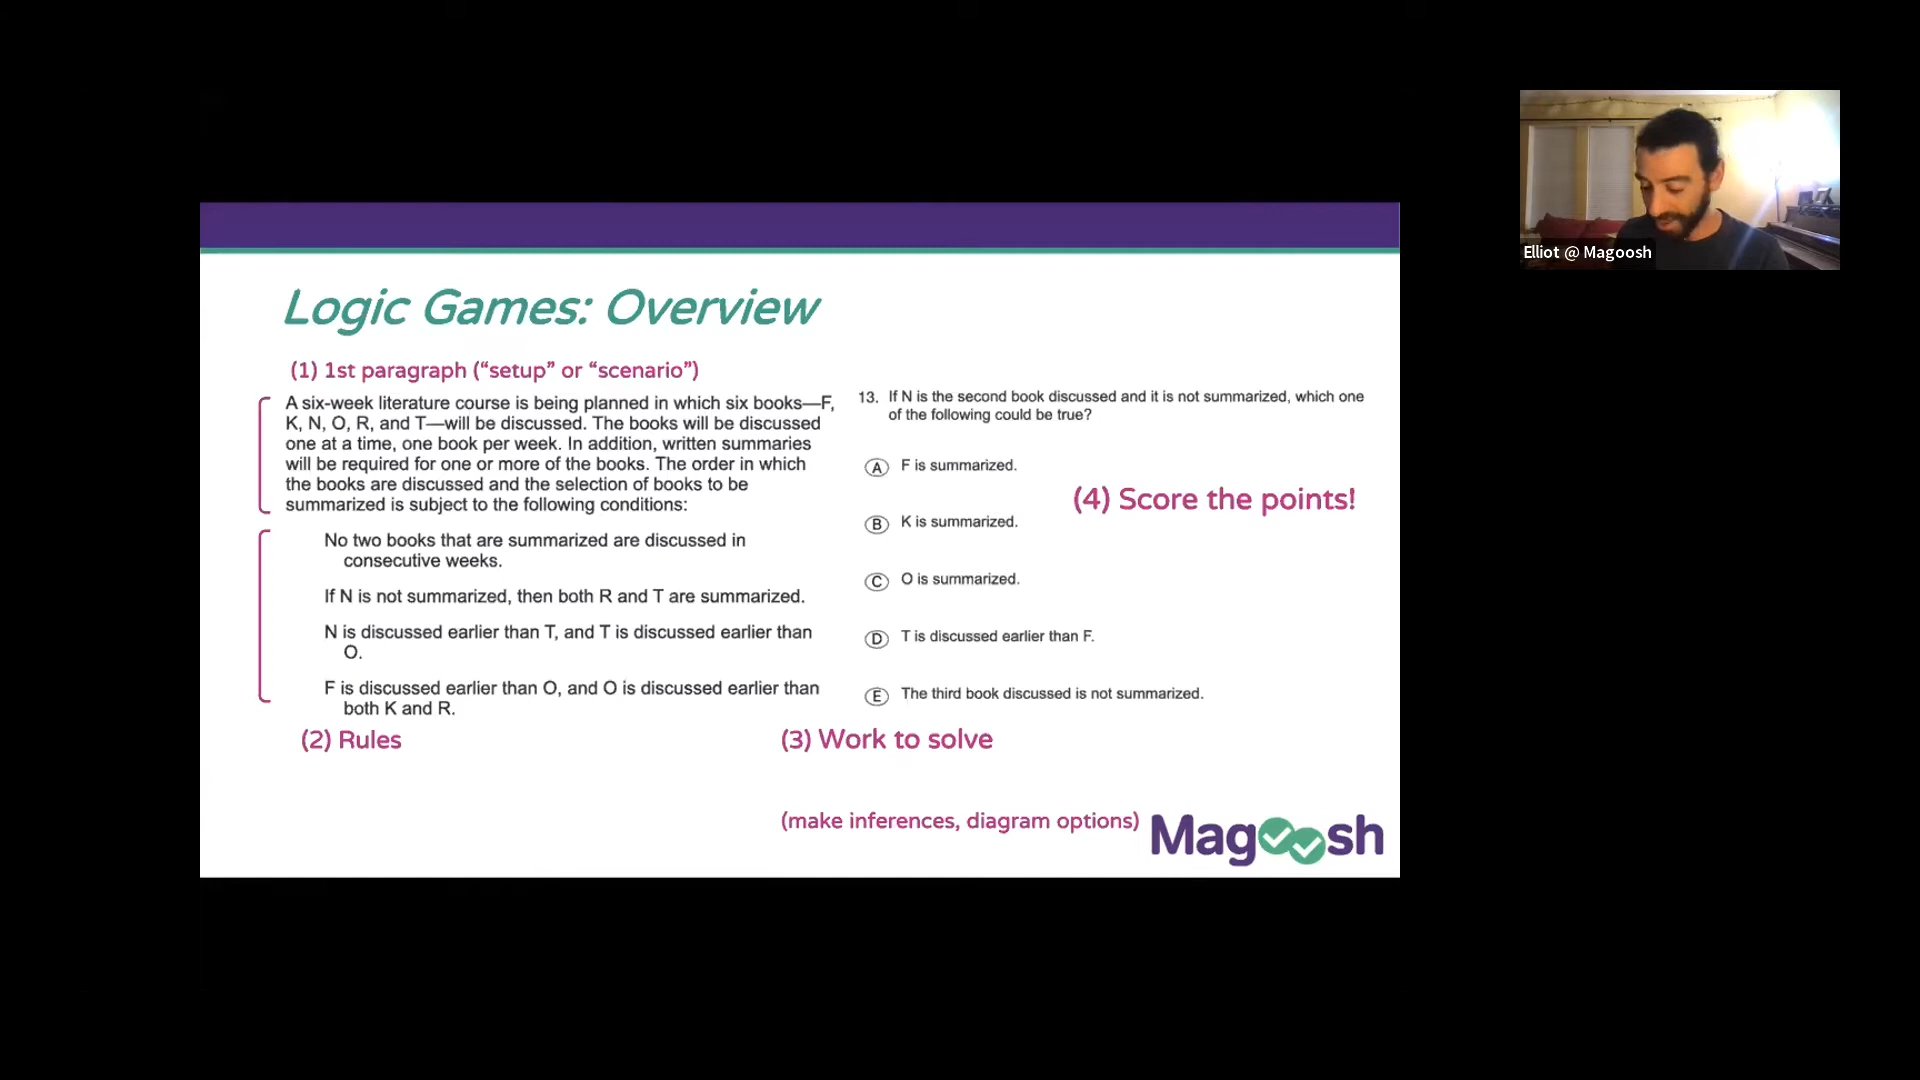 Logic Games: Overview
(1) 1st paragraph (“setup” or “scenario”)
A six-week literature course is being planned in which six books—F,
K, N, O, R, and T—will be discussed. The books will be discussed
one at a time, one book per week. In addition, written summaries
will be required for one or more of the books. The order in which
the books are discussed and the selection of books to be
summarized is subject to the following conditions:
No two books that are summarized are discussed in
consecutive weeks.
If N is not summarized, then both R and T are summarized.
N is discussed earlier than T, and T is discussed earlier than
O.
F is discussed earlier than O, and O is discussed earlier than
both K and R.
(2) Rules
13. If N is the second book discussed and it is not summarized, which one
of the following could be true?
A F is summarized.
B K is summarized.
C O is summarized.
D T is discussed earlier than F.
E The third book discussed is not summarized.
(4) Score the points!
(3) Work to solve
(make inferences, diagram options)
Magoosh
Elliot @ Magoosh